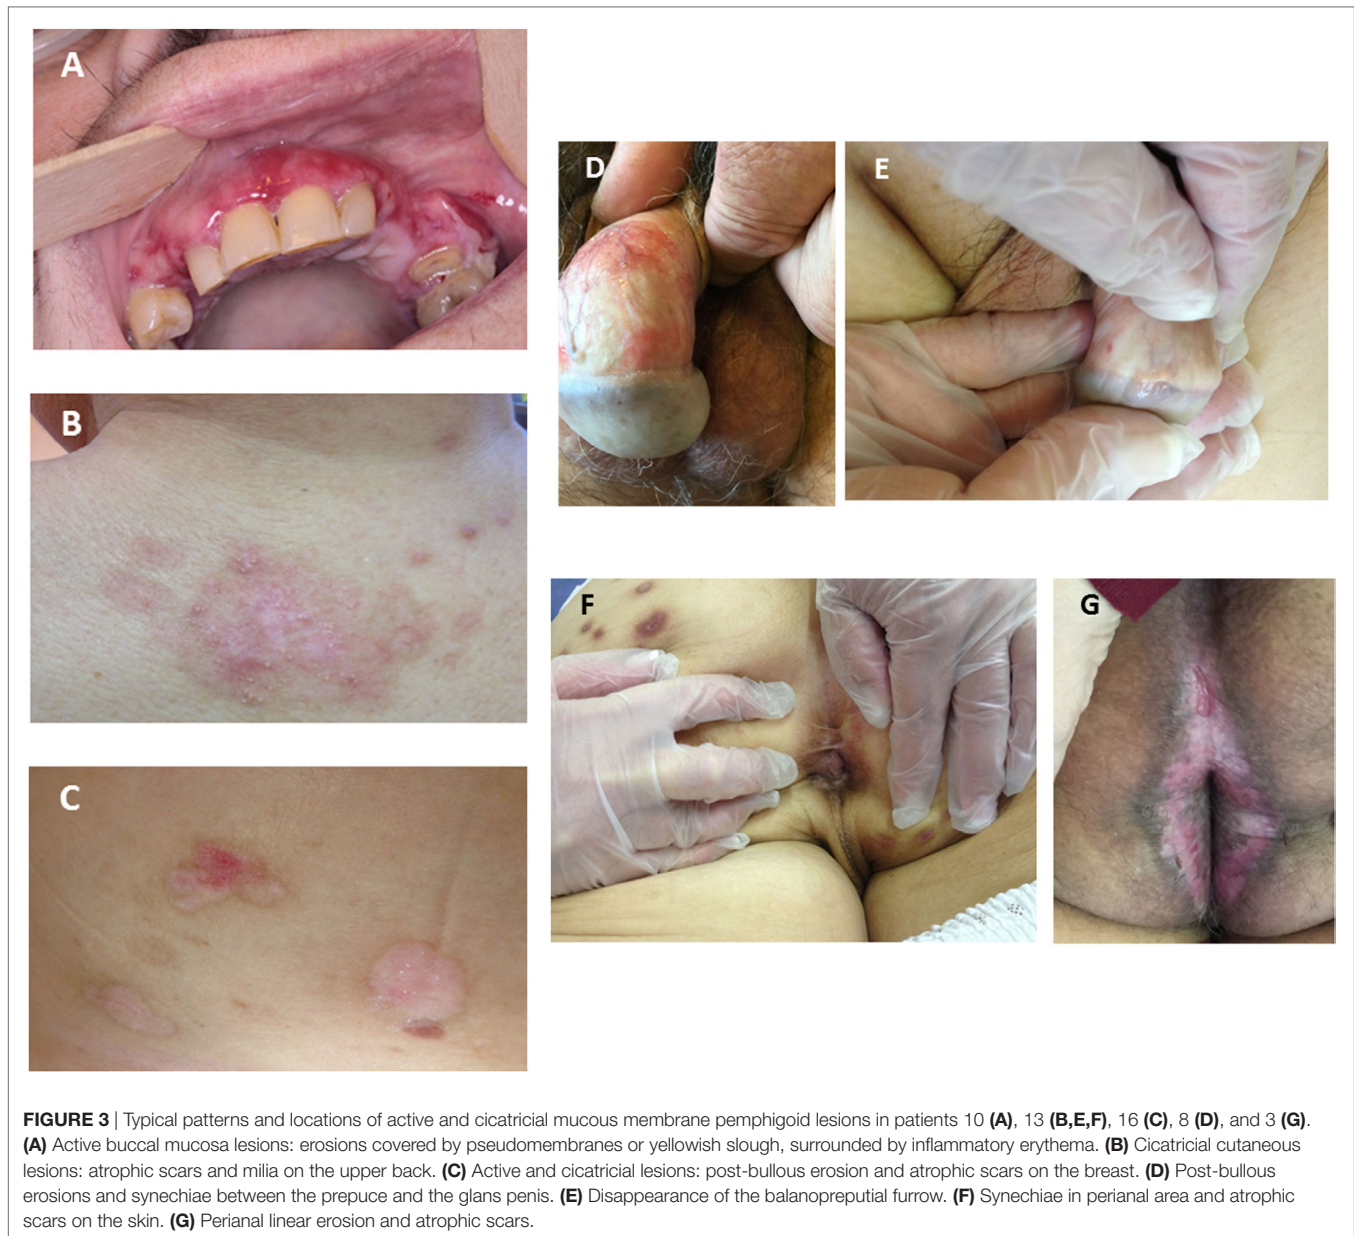 A
D
E
B
F
G
C
FIGURE 3 | Typical patterns and locations of active and cicatricial mucous membrane pemphigoid lesions in patients 10 (A), 13 (B,E,F), 16 (C), 8 (D), and 3 (G).
(A) Active buccal mucosa lesions: erosions covered by pseudomembranes or yellowish slough, surrounded by inflammatory erythema. (B) Cicatricial cutaneous
lesions: atrophic scars and milia on the upper back. (C) Active and cicatricial lesions: post-bullous erosion and atrophic scars on the breast. (D) Post-bullous
erosions and synechiae between the prepuce and the glans penis. (E) Disappearance of the balanopreputial furrow. (F) Synechiae in perianal area and atrophic
scars on the skin. (G) Perianal linear erosion and atrophic scars.